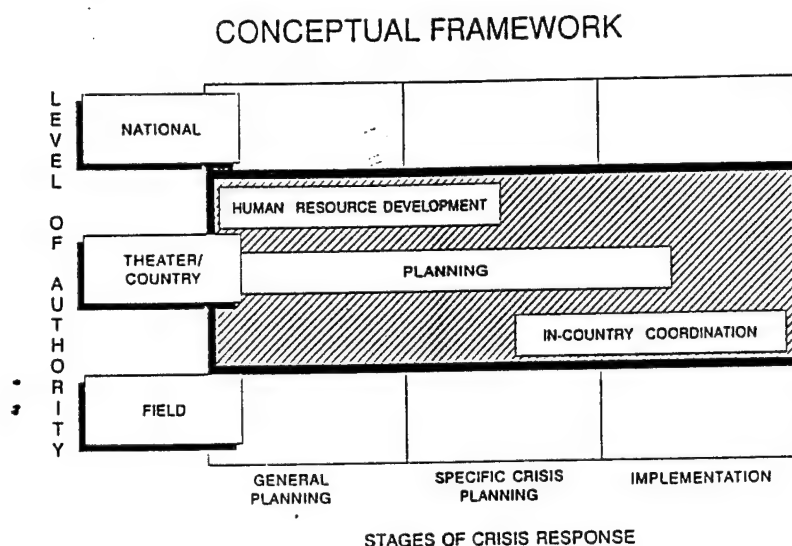 CONCEPTUAL FRAMEWORK
LEVEL OF AUTHORITY
NATIONAL
HUMAN RESOURCE DEVELOPMENT
THEATER/
COUNTRY
PLANNING
IN-COUNTRY COORDINATION
FIELD
GENERAL
PLANNING
SPECIFIC CRISIS
PLANNING
IMPLEMENTATION
STAGES OF CRISIS RESPONSE